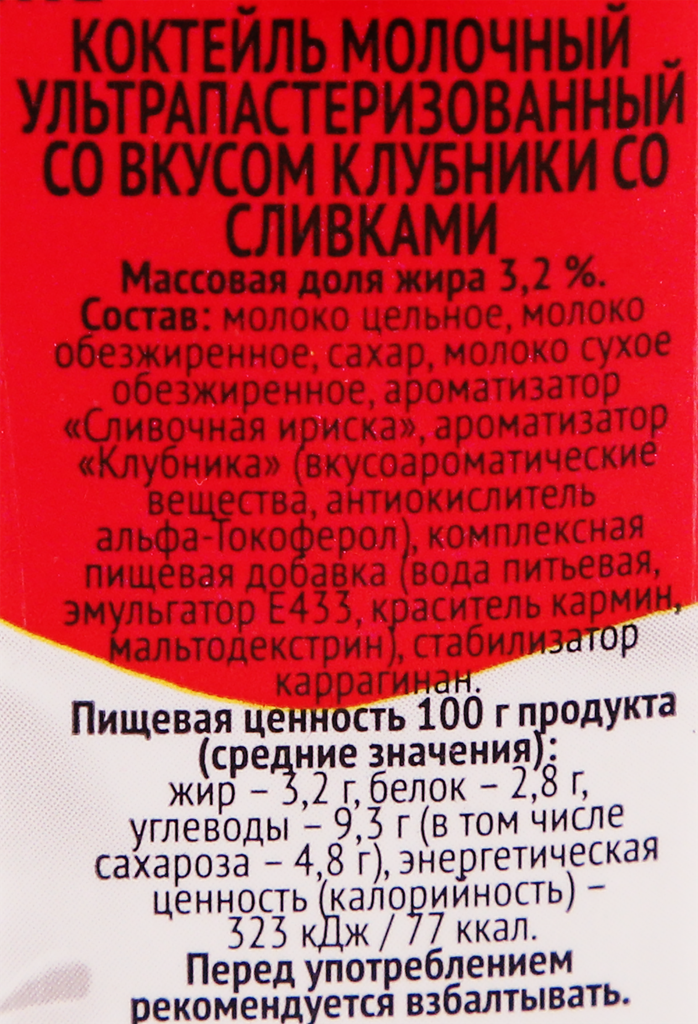 КОКТЕЙЛЬ МОЛОЧНЫЙ
УЛЬТРАПАСТЕРИЗОВАННЫЙ
СО ВКУСОМ КЛУБНИКИ СО
СЛИВКАМИ
Массовая доля жира 3,2 %.
Состав: молоко цельное, молоко
обезжиренное, сахар, молоко сухое
обезжиренное, ароматизатор
«Сливочная ириска», ароматизатор
«Клубника» (вкусоароматические
вещества, антиокислитель
альфа-Токоферол), комплексная
пищевая добавка (вода питьевая,
эмульгатор Е433, краситель кармин,
мальтодекстрин), стабилизатор
каррагинан.
Пищевая ценность 100 г продукта
(средние значения):
жир – 3,2 г, белок – 2,8 г,
углеводы – 9,3 г (в том числе
сахароза – 4,8 г), энергетическая
ценность (калорийность) –
323 кДж / 77 ккал.
Перед употреблением
рекомендуется взбалтывать.